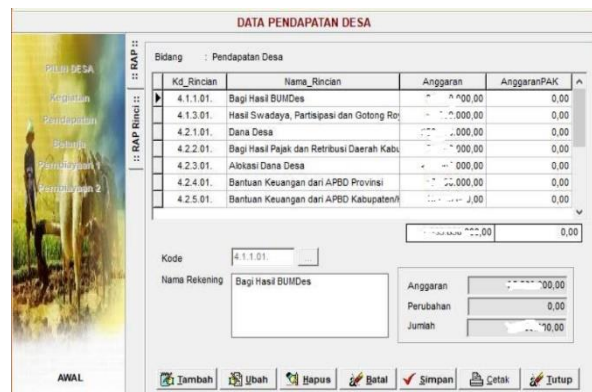 DATA PENDAPATAN DESA
PILIH DESA
Kegiatan
Pendapatan
Belanja
Pembiayaan 1
Pembiayaan 2
AWAL
:: RAP ::
:: RAP Rinci ::
Bidang : Pendapatan Desa
Kd_Rincian Nama_Rincian Anggaran AnggaranPAK
4.1.1.01. Bagi Hasil BUMDes 0,00
4.1.3.01. Hasil Swadaya, Partisipasi dan Gotong Roy 0,00
4.2.1.01. Dana Desa 0,00
4.2.2.01. Bagi Hasil Pajak dan Retribusi Daerah Kabu 0,00
4.2.3.01. Alokasi Dana Desa 0,00
4.2.4.01. Bantuan Keuangan dari APBD Provinsi 0,00
4.2.5.01. Bantuan Keuangan dari APBD Kabupaten/K 0,00
0,00
Kode 4.1.1.01. ...
Nama Rekening Bagi Hasil BUMDes
Anggaran
Perubahan 0,00
Jumlah
Tambah Ubah Hapus Batal Simpan Cetak Tutup